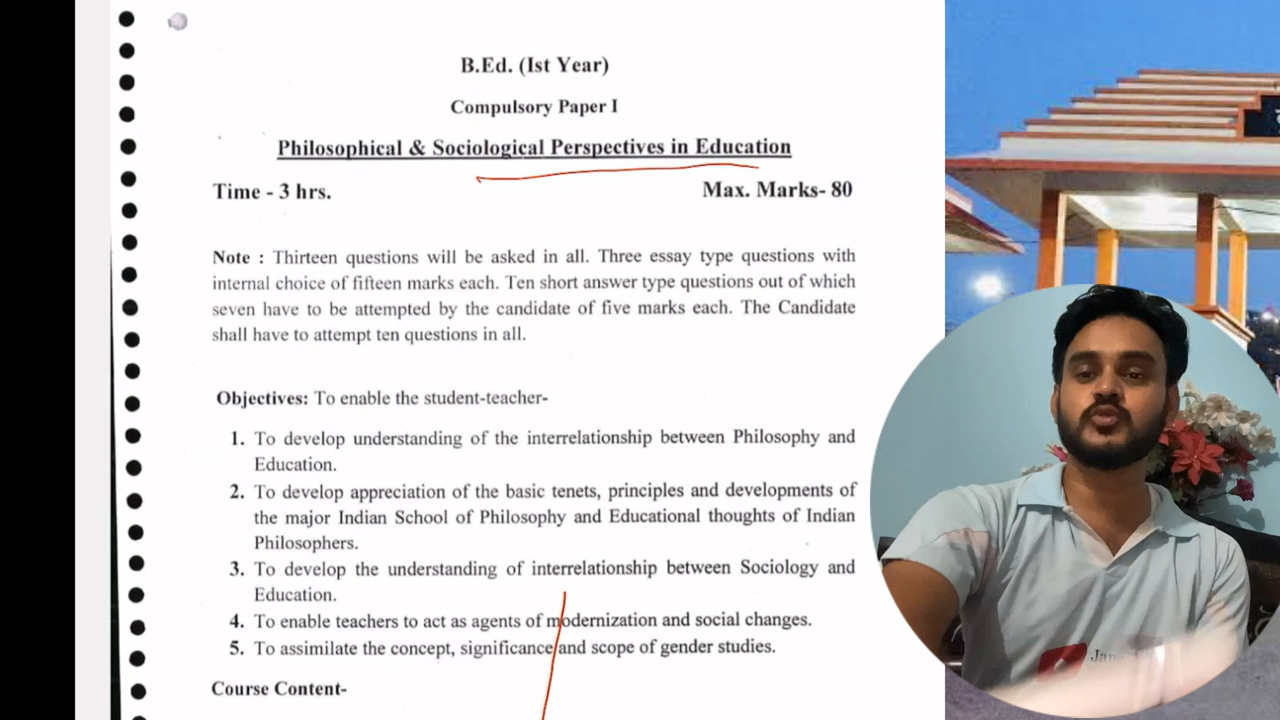 B.Ed. (Ist Year)
Compulsory Paper I
Philosophical & Sociological Perspectives in Education
Time - 3 hrs.
Max. Marks- 80
Note : Thirteen questions will be asked in all. Three essay type questions with
internal choice of fifteen marks each. Ten short answer type questions out of which
seven have to be attempted by the candidate of five marks each. The Candidate
shall have to attempt ten questions in all.
Objectives: To enable the student-teacher-
1. To develop understanding of the interrelationship between Philosophy and
Education.
2. To develop appreciation of the basic tenets, principles and developments of
the major Indian School of Philosophy and Educational thoughts of Indian
Philosophers.
3. To develop the understanding of interrelationship between Sociology and
Education.
4. To enable teachers to act as agents of modernization and social changes.
5. To assimilate the concept, significance and scope of gender studies.
Course Content-